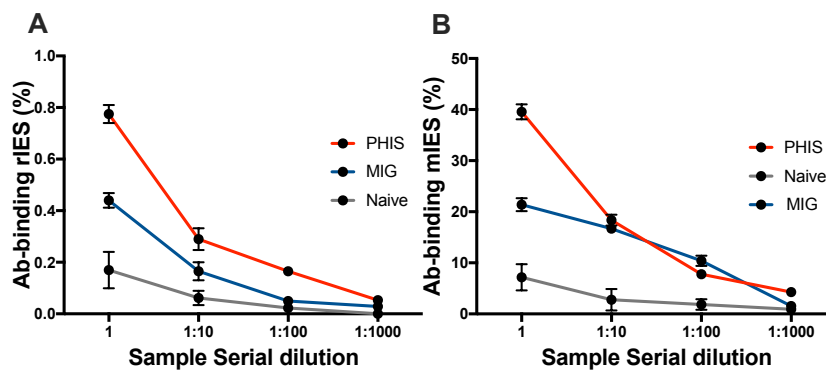 A
Ab-binding rIES (%)
1.0
0.8
0.6
0.4
0.2
0.0
PHIS
MIG
Naive
1
1:10
1:100
1:1000
Sample Serial dilution
B
Ab-binding mIES (%)
50
40
30
20
10
0
PHIS
Naive
MIG
1
1:10
1:100
1:1000
Sample Serial dilution